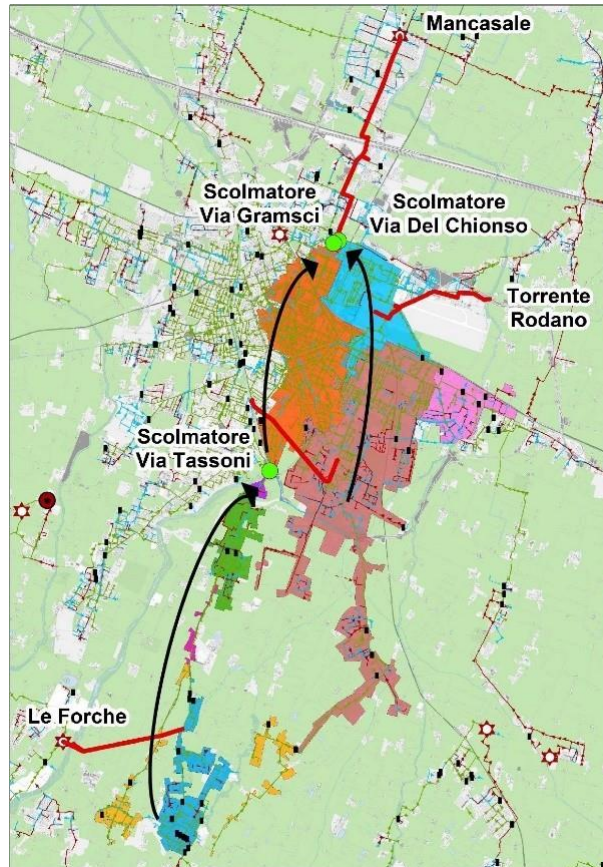 Mancasale
Scolmatore
Via Gramsci
Scolmatore
Via Del Chionso
Torrente
Rodano
Scolmatore
Via Tassoni
Le Forche